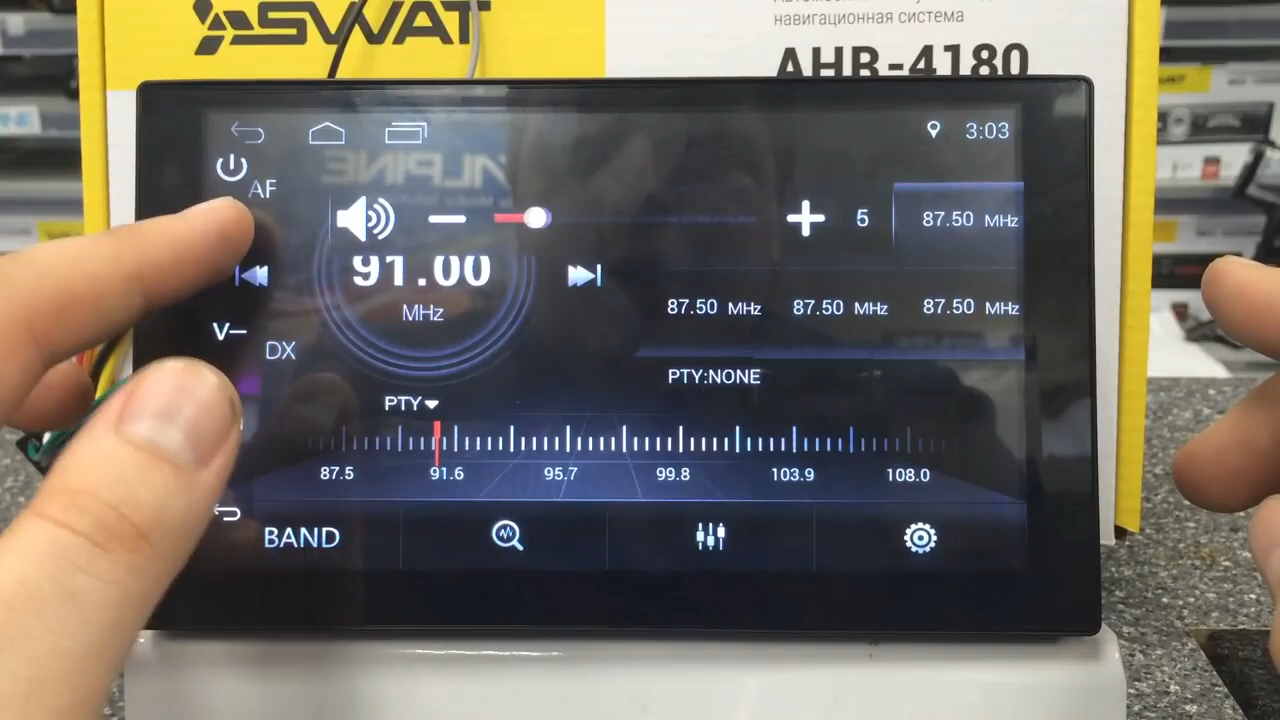 SWAT
навигационная система
AHR-4180
3:03
AF
5
87.50 MHz
91.00
MHz
87.50 MHz
87.50 MHz
87.50 MHz
V–
DX
PTY:NONE
PTY
87.5
91.6
95.7
99.8
103.9
108.0
BAND